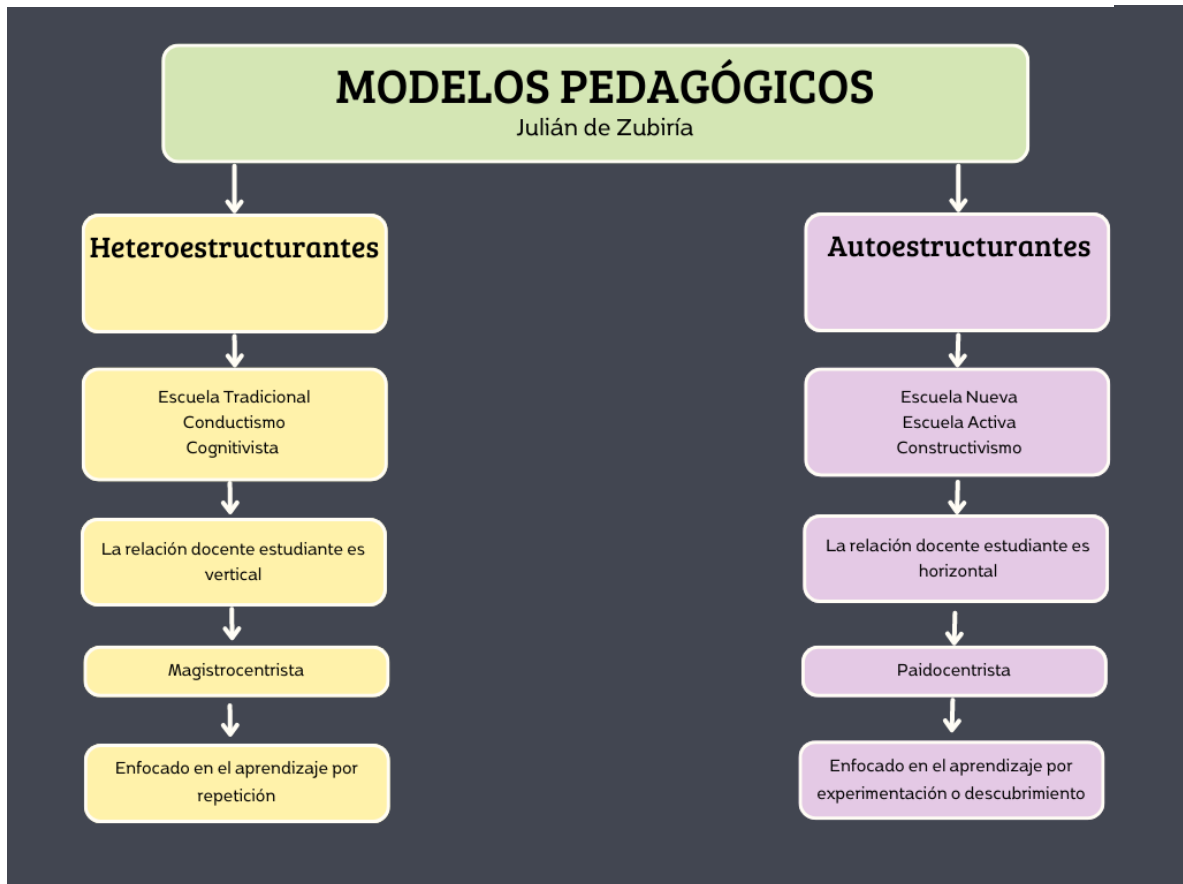 MODELOS PEDAGÓGICOS
Julián de Zubiría
Heteroestructurantes
Escuela Tradicional
Conductismo
Cognitivista
La relación docente estudiante es
vertical
Magistrocentrista
Enfocado en el aprendizaje por
repetición
Autoestructurantes
Escuela Nueva
Escuela Activa
Constructivismo
La relación docente estudiante es
horizontal
Paidocentrista
Enfocado en el aprendizaje por
experimentación o descubrimiento